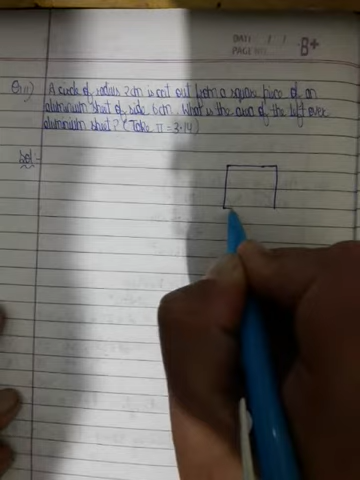 DATE / /
PAGE NO. 8+
Qu11) A circle of radius 2cm is cut out from a square piece of an
aluminium sheet of side 6cm. What is the area of the left over
aluminium sheet? (Take π = 3.14)
Sol -